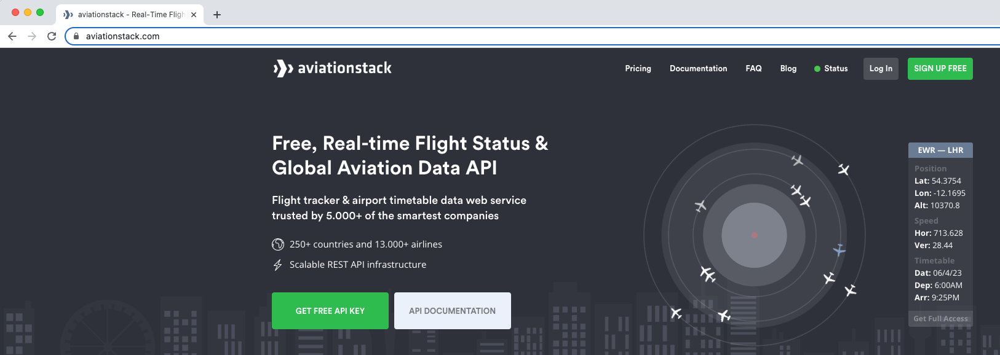 aviationstack - Real-Time Fligh
aviationstack.com
aviationstack
Pricing
Documentation
FAQ
Blog
Status
Log In
SIGN UP FREE
Free, Real-time Flight Status &
Global Aviation Data API
Flight tracker & airport timetable data web service
trusted by 5.000+ of the smartest companies
250+ countries and 13.000+ airlines
Scalable REST API infrastructure
GET FREE API KEY
API DOCUMENTATION
EWR — LHR
Position
Lat: 54.3754
Lon: -12.1695
Alt: 10370.8
Speed
Hor: 713.628
Ver: 28.44
Timetable
Dat: 06/4/23
Dep: 6:00AM
Arr: 9:25PM
Get Full Access